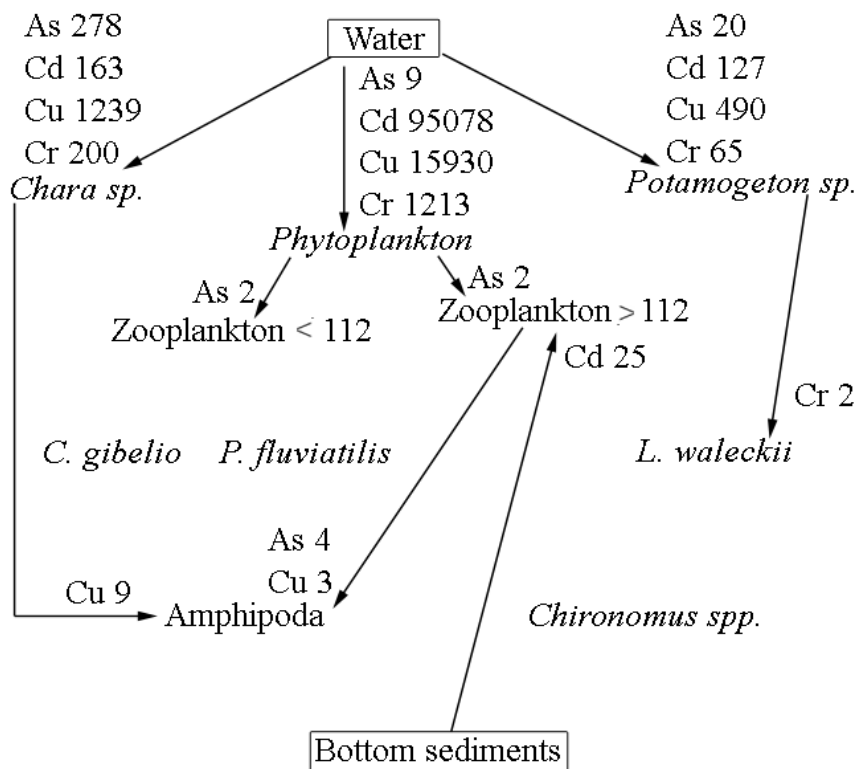 As 278
Cd 163
Cu 1239
Cr 200
Chara sp.
Water
As 9
Cd 95078
Cu 15930
Cr 1213
Phytoplankton
As 20
Cd 127
Cu 490
Cr 65
Potamogeton sp.
As 2
Zooplankton < 112
As 2
Zooplankton > 112
Cd 25
Cr 2
C. gibelio
P. fluviatilis
L. waleckii
As 4
Cu 3
Cu 9
Amphipoda
Chironomus spp.
Bottom sediments